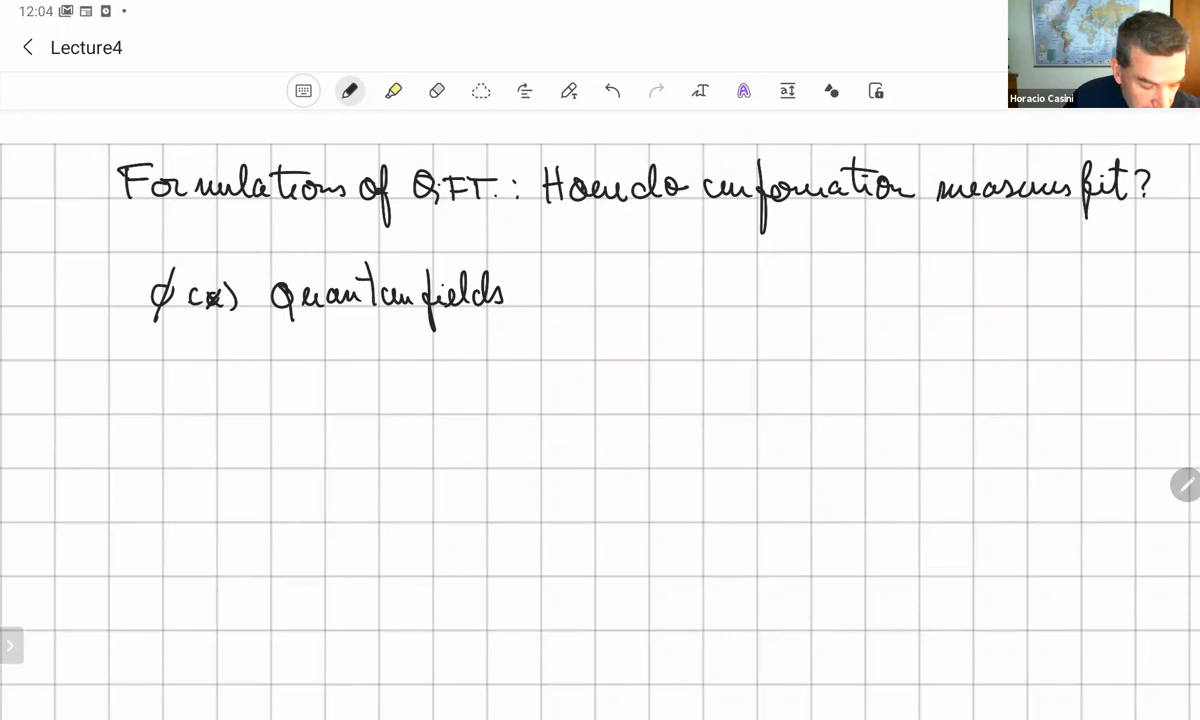 12:04
Lecture4
Horacio Casini
Formulations of QFT: How do information measures fit?
ϕ(x) Quantum fields